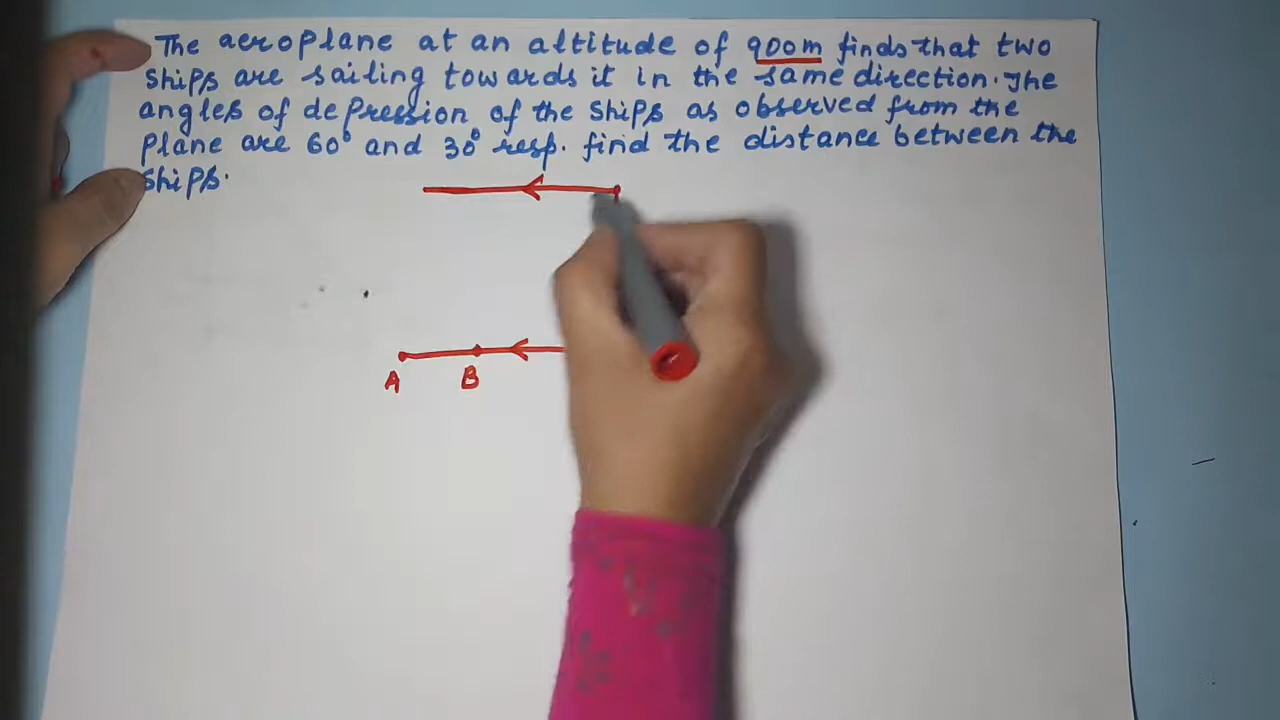 The aeroplane at an altitude of 900m finds that two
ships are sailing towards it in the same direction. The
angles of depression of the ships as observed from the
plane are 60° and 30° resp. find the distance between the
ships.
A B